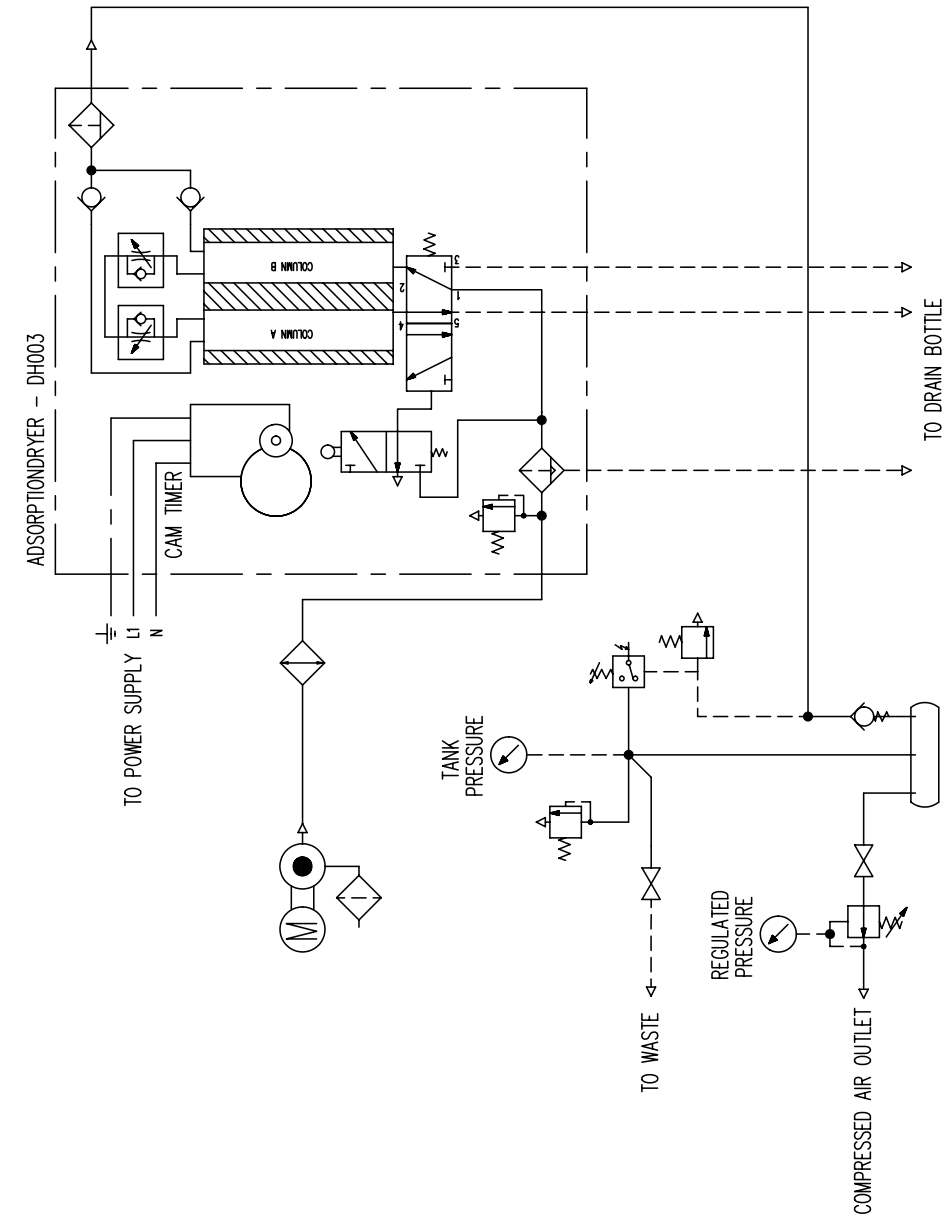 ADSORPTIONDRYER - DH003
TO POWER SUPPLY
L1
N
CAM TIMER
COLUMN B
COLUMN A
2
4
3
1
5
M
TANK
PRESSURE
REGULATED
PRESSURE
TO WASTE
COMPRESSED AIR OUTLET
TO DRAIN BOTTLE